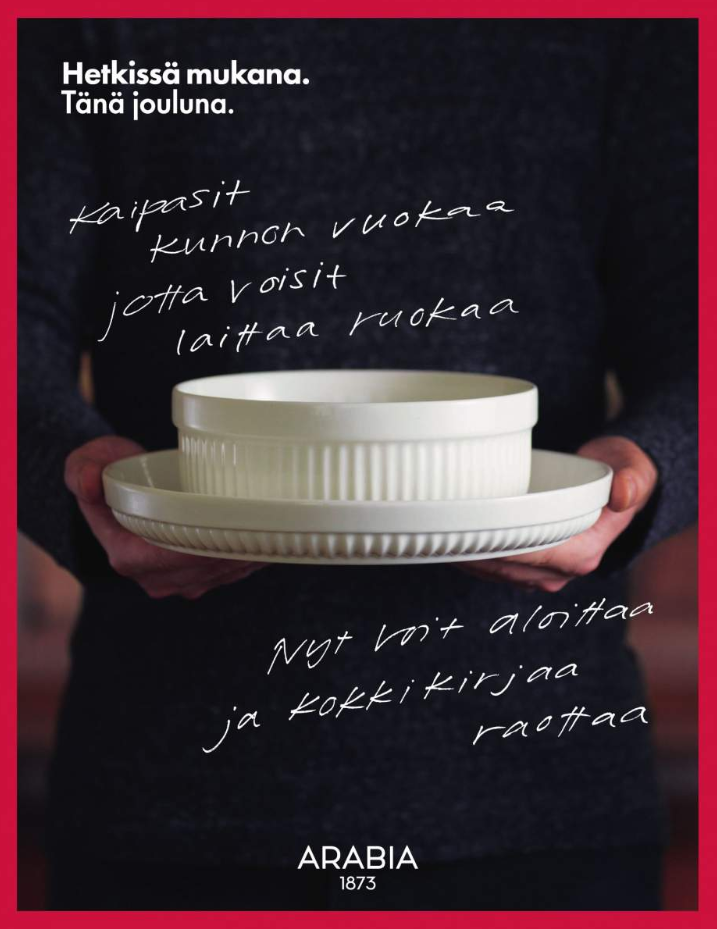 Hetkissä mukana.
Tänä jouluna.
Kaipasit
kunnon vuokaa
jotta voisit
laittaa ruokaa
Nyt voit aloittaa
ja kokkikirjaa
raottaa
ARABIA
1873